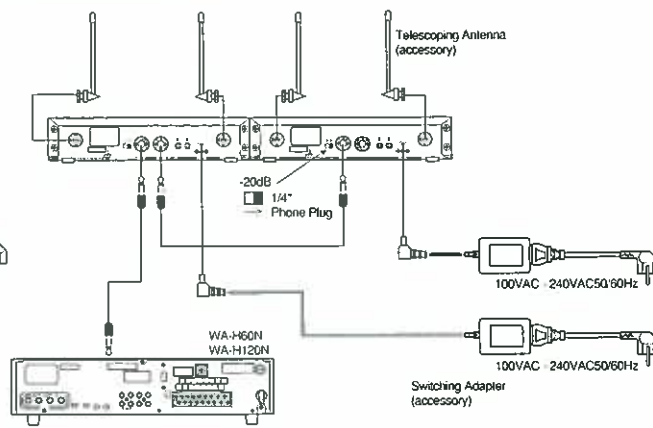 Telescoping Antenna
(accessory)
-20dB
1/4"
Phone Plug
100VAC - 240VAC50/60Hz
WA-H60N
WA-H120N
100VAC - 240VAC50/60Hz
Switching Adapter
(accessory)